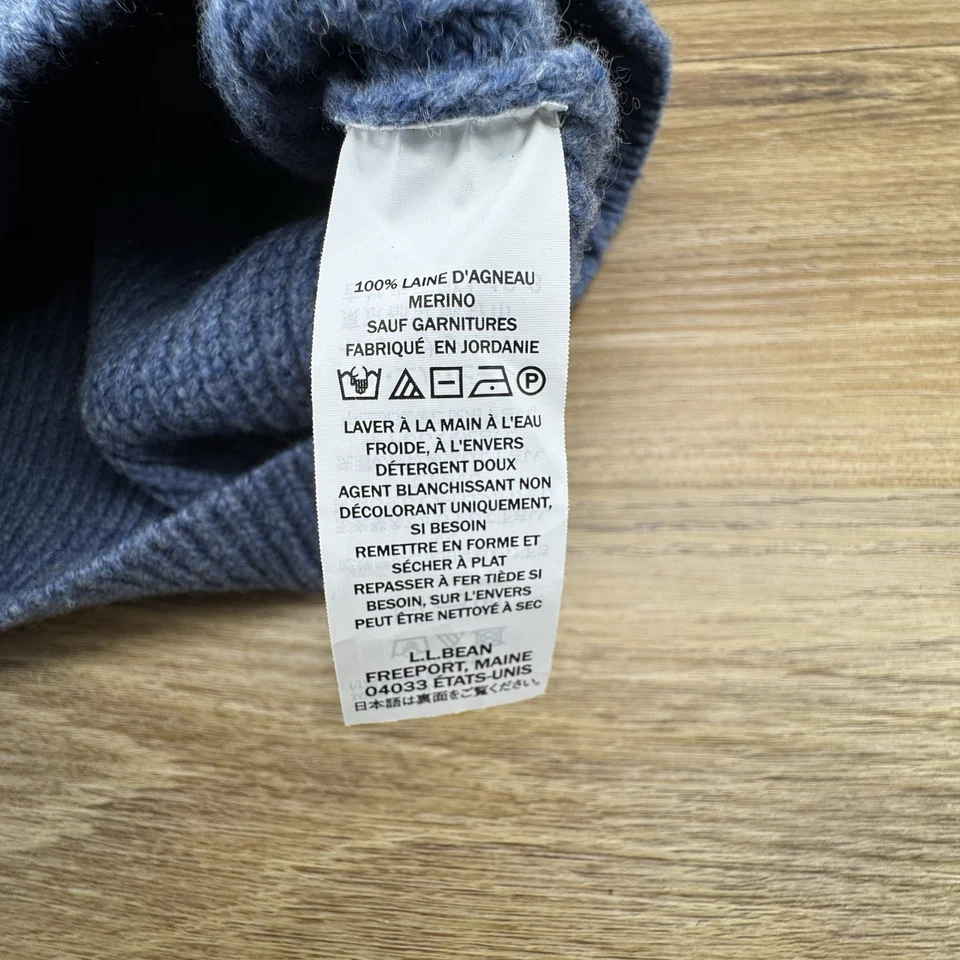 100% LAINE D'AGNEAU
MERINO
SAUF GARNITURES
FABRIQUÉ EN JORDANIE
P
LAVER À LA MAIN À L'EAU
FROIDE, À L'ENVERS
DÉTERGENT DOUX
AGENT BLANCHISSANT NON
DÉCOLORANT UNIQUEMENT,
SI BESOIN
REMETTRE EN FORME ET
SÉCHER À PLAT
REPASSER À FER TIÈDE SI
BESOIN, SUR L'ENVERS
PEUT ÊTRE NETTOYÉ À SEC
L.L.BEAN
FREEPORT, MAINE
04033 ÉTATS-UNIS
日本語は裏面をご覧ください。